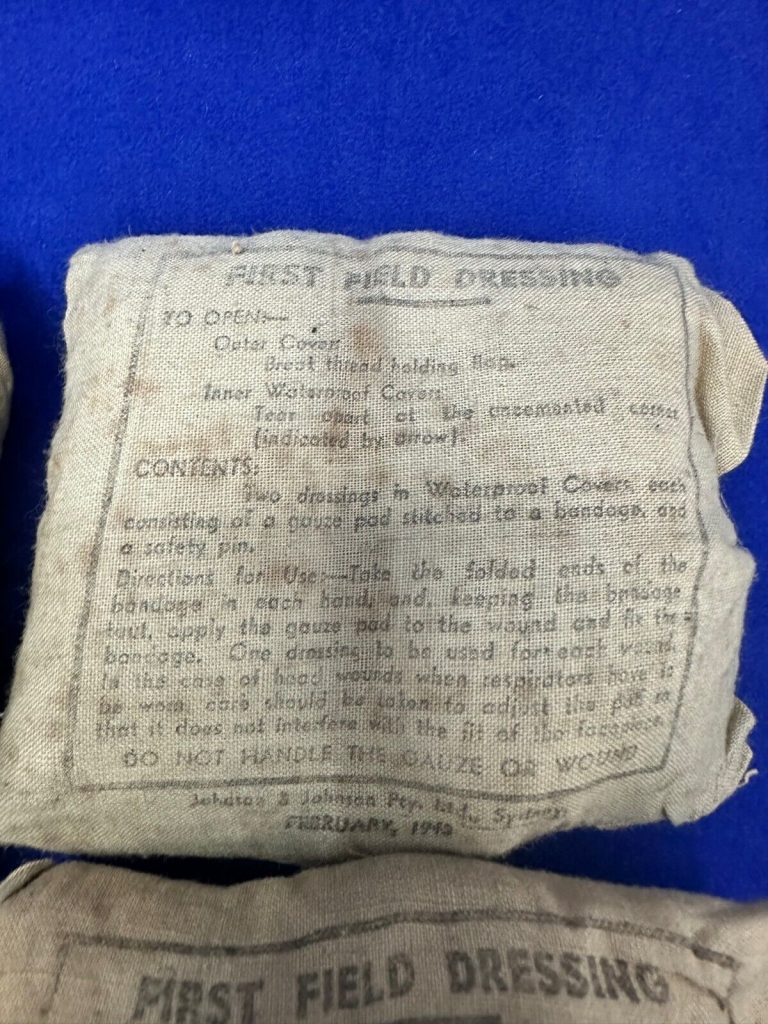 FIRST FIELD DRESSING
TO OPEN:—
Outer Cover:
Break thread holding flap.
Inner Waterproof Covers:
Tear apart at the uncemented corner
(indicated by arrow).
CONTENTS:
Two dressings in Waterproof Covers, each
consisting of a gauze pad stitched to a bandage, and
a safety pin.
Directions for Use:—Take the folded ends of the
bandage in each hand, and, keeping the bandage
taut, apply the gauze pad to the wound and fix the
bandage. One dressing to be used for each wound.
In the case of head wounds when respirators have to
be worn care should be taken to adjust the pad so
that it does not interfere with the fit of the facepiece.
DO NOT HANDLE THE GAUZE OR WOUND
Johnson & Johnson Pty. Ltd., Sydney
FEBRUARY,
FIRST FIELD DRESSING